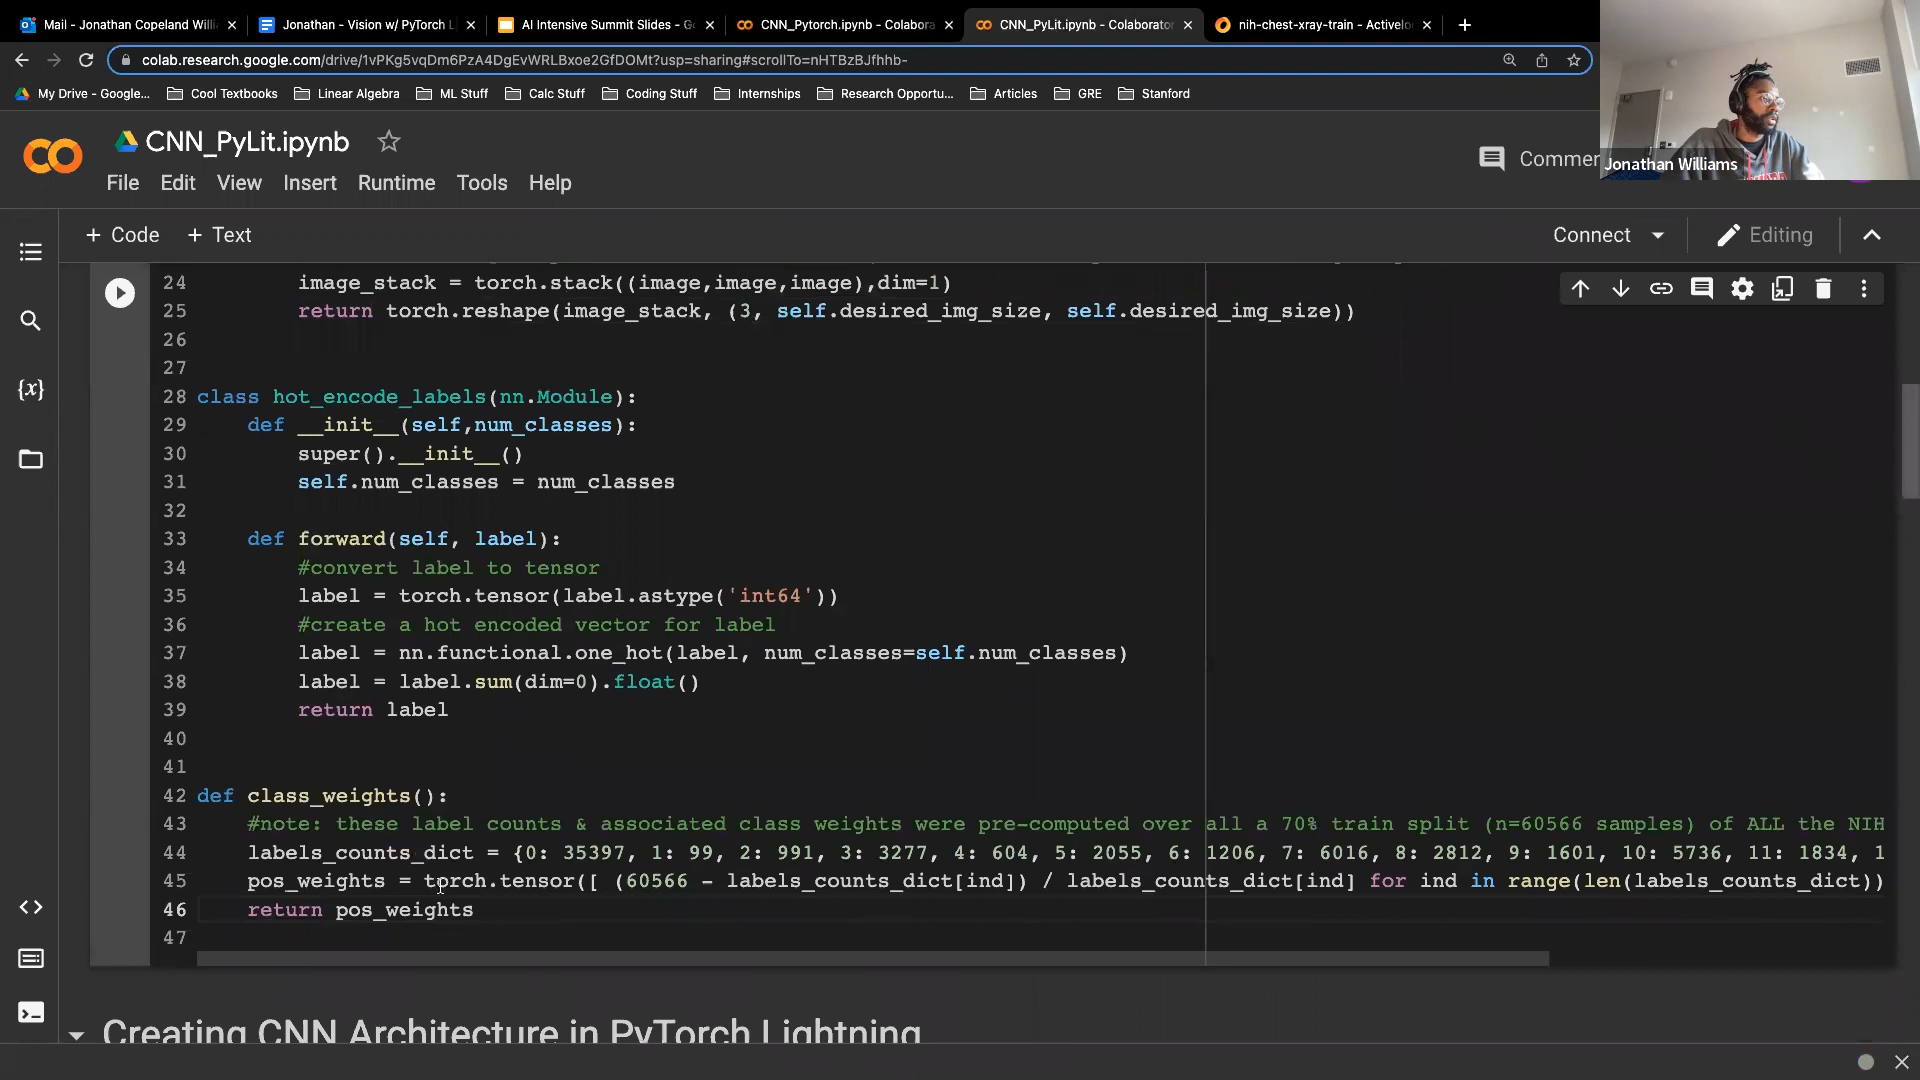 Mail - Jonathan Copeland Willi
Jonathan - Vision w/ PyTorch L
AI Intensive Summit Slides - Go
CNN_Pytorch.ipynb - Colabora
CNN_PyLit.ipynb - Colaborator
nih-chest-xray-train - Activelo
colab.research.google.com/drive/1vPKg5vqDm6PzA4DgEvWRLBxoe2GfDOMt?usp=sharing#scrollTo=nHTBzBJfhhb-
My Drive - Google...
Cool Textbooks
Linear Algebra
ML Stuff
Calc Stuff
Coding Stuff
Internships
Research Opportu...
Articles
GRE
Stanford
CNN_PyLit.ipynb
Commen
Jonathan Williams
File Edit View Insert Runtime Tools Help
+ Code + Text
Connect
Editing
24 image_stack = torch.stack((image,image,image),dim=1)
25 return torch.reshape(image_stack, (3, self.desired_img_size, self.desired_img_size))
26
27
28 class hot_encode_labels(nn.Module):
29 def __init__(self,num_classes):
30 super().__init__()
31 self.num_classes = num_classes
32
33 def forward(self, label):
34 #convert label to tensor
35 label = torch.tensor(label.astype('int64'))
36 #create a hot encoded vector for label
37 label = nn.functional.one_hot(label, num_classes=self.num_classes)
38 label = label.sum(dim=0).float()
39 return label
40
41
42 def class_weights():
43 #note: these label counts & associated class weights were pre-computed over all a 70% train split (n=60566 samples) of ALL the NIH
44 labels_counts_dict = {0: 35397, 1: 99, 2: 991, 3: 3277, 4: 604, 5: 2055, 6: 1206, 7: 6016, 8: 2812, 9: 1601, 10: 5736, 11: 1834, 1
45 pos_weights = torch.tensor([ (60566 - labels_counts_dict[ind]) / labels_counts_dict[ind] for ind in range(len(labels_counts_dict))
46 return pos_weights
47
Creating CNN Architecture in PyTorch Lightning